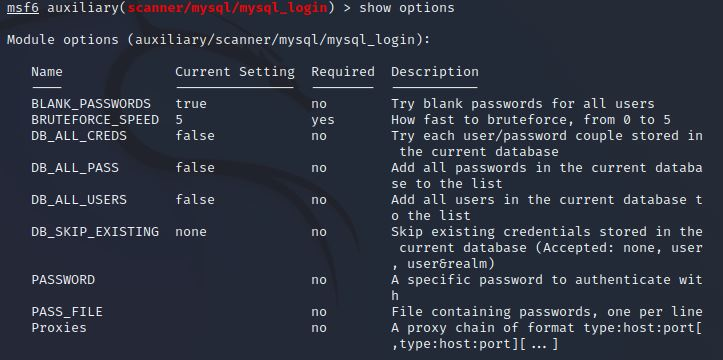 msf6 auxiliary(scanner/mysql/mysql_login) > show options
Module options (auxiliary/scanner/mysql/mysql_login):
Name Current Setting Required Description
---- --------------- -------- -----------
BLANK_PASSWORDS true no Try blank passwords for all users
BRUTEFORCE_SPEED 5 yes How fast to bruteforce, from 0 to 5
DB_ALL_CREDS false no Try each user/password couple stored in
the current database
DB_ALL_PASS false no Add all passwords in the current databa
se to the list
DB_ALL_USERS false no Add all users in the current database t
o the list
DB_SKIP_EXISTING none no Skip existing credentials stored in the
current database (Accepted: none, user
, user&realm)
PASSWORD no A specific password to authenticate wit
h
PASS_FILE no File containing passwords, one per line
Proxies no A proxy chain of format type:host:port[
,type:host:port][...]